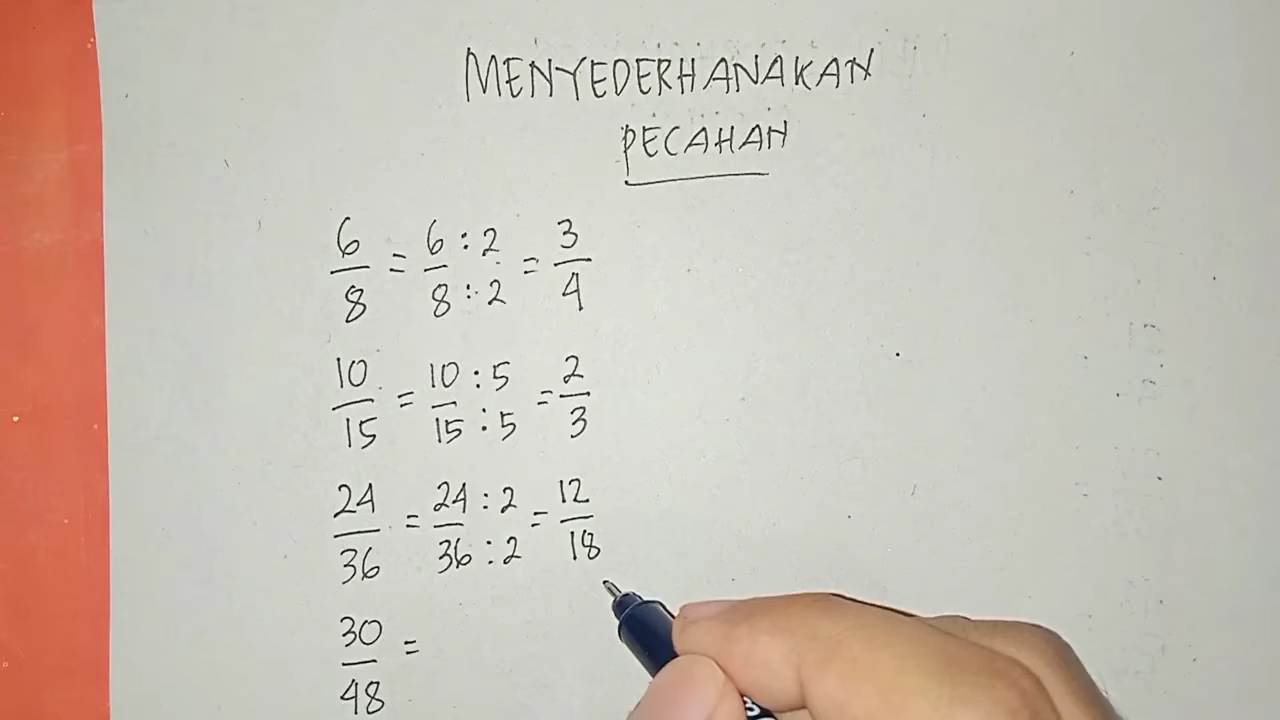 MENYEDERHANAKAN
PECAHAN
6/8 = 6:2/8:2 = 3/4
10/15 = 10:5/15:5 = 2/3
24/36 = 24:2/36:2 = 12/18
30/48 =